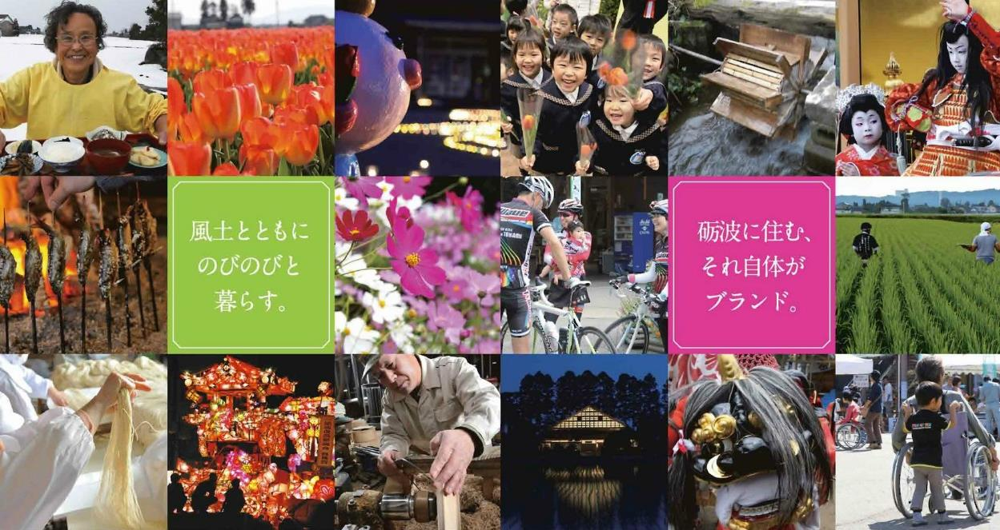 風土とともに
のびのびと
暮らす。
砺波に住む、
それ自体が
ブランド。